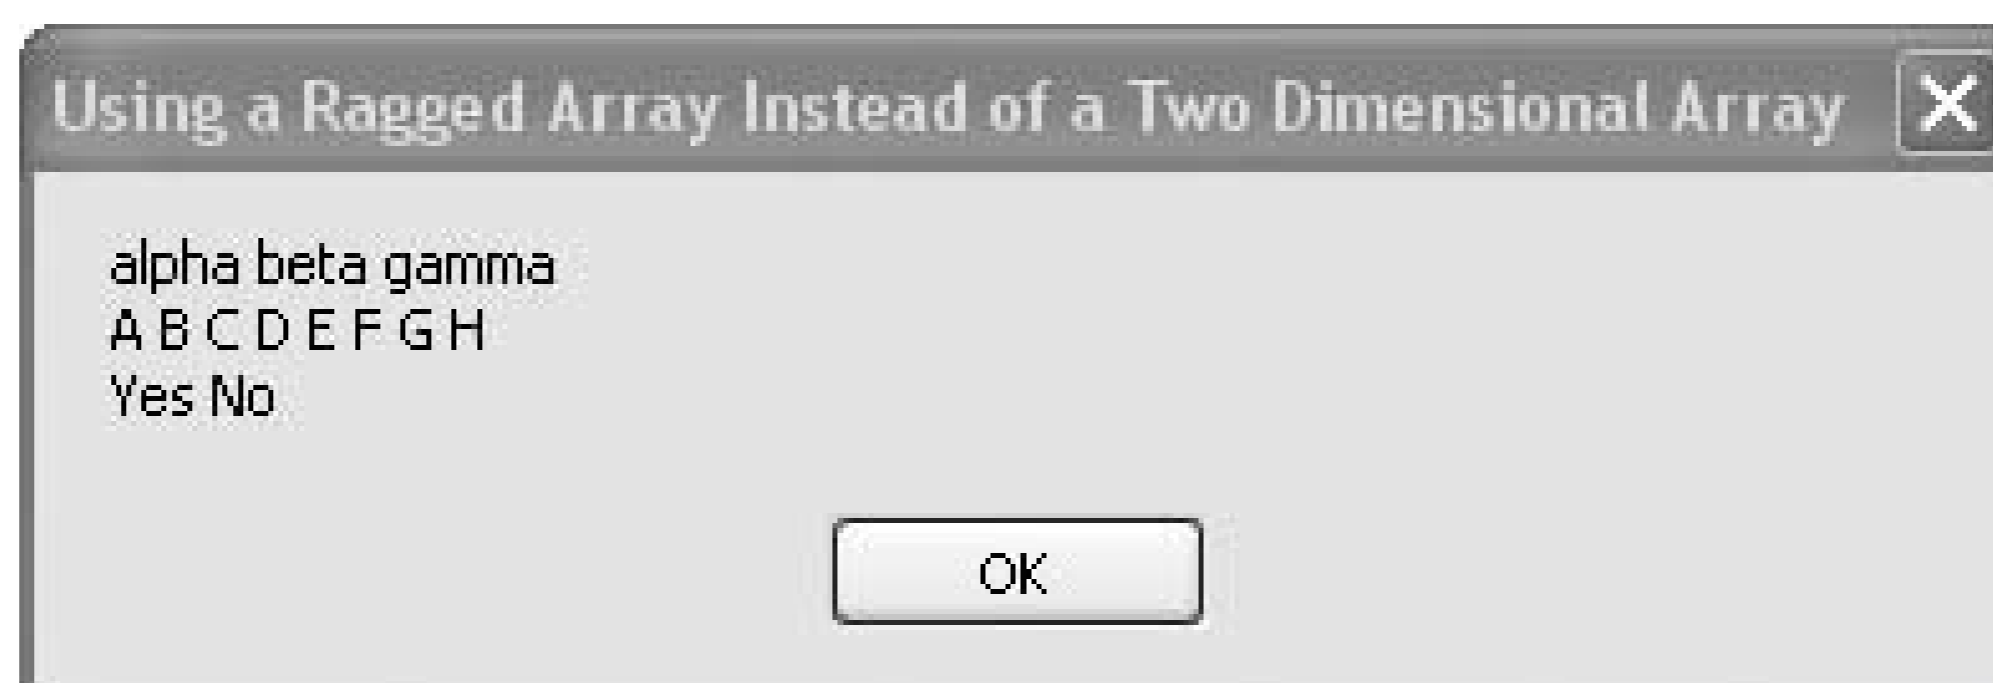 Using a Ragged Array Instead of a Two Dimensional Array
alpha beta gamma
A B C D E F G H
Yes No
OK